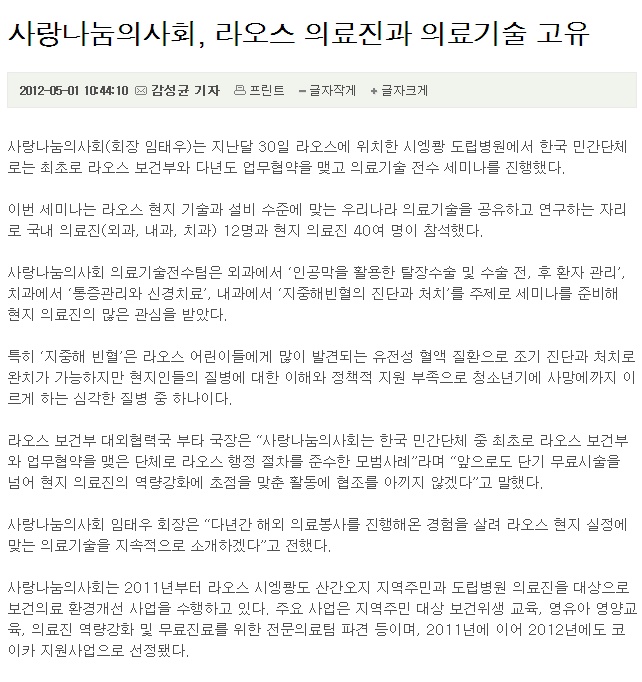 사랑나눔의사회, 라오스 의료진과 의료기술 고유
2012-05-01 10:44:10 감성균 기자 프린트 글자작게 글자크게
사랑나눔의사회(회장 임태우)는 지난달 30일 라오스에 위치한 시엥쾅 도립병원에서 한국 민간단체
로는 최초로 라오스 보건부와 다년도 업무협약을 맺고 의료기술 전수 세미나를 진행했다.
이번 세미나는 라오스 현지 기술과 설비 수준에 맞는 우리나라 의료기술을 공유하고 연구하는 자리
로 국내 의료진(외과, 내과, 치과) 12명과 현지 의료진 40여 명이 참석했다.
사랑나눔의사회 의료기술전수팀은 외과에서 ‘인공막을 활용한 탈장수술 및 수술 전, 후 환자 관리’,
치과에서 ‘통증관리와 신경치료’, 내과에서 ‘지중해빈혈의 진단과 처치’를 주제로 세미나를 준비해
현지 의료진의 많은 관심을 받았다.
특히 ‘지중해 빈혈’은 라오스 어린이들에게 많이 발견되는 유전성 혈액 질환으로 조기 진단과 처치로
완치가 가능하지만 현지인들의 질병에 대한 이해와 정책적 지원 부족으로 청소년기에 사망에까지 이
르게 하는 심각한 질병 중 하나이다.
라오스 보건부 대외협력국 부타 국장은 “사랑나눔의사회는 한국 민간단체 중 최초로 라오스 보건부
와 업무협약을 맺은 단체로 라오스 행정 절차를 준수한 모범사례”라며 “앞으로도 단기 무료시술을
넘어 현지 의료진의 역량강화에 초점을 맞춘 활동에 협조를 아끼지 않겠다”고 말했다.
사랑나눔의사회 임태우 회장은 “다년간 해외 의료봉사를 진행해온 경험을 살려 라오스 현지 실정에
맞는 의료기술을 지속적으로 소개하겠다”고 전했다.
사랑나눔의사회는 2011년부터 라오스 시엥쾅도 산간오지 지역주민과 도립병원 의료진을 대상으로
보건의료 환경개선 사업을 수행하고 있다. 주요 사업은 지역주민 대상 보건위생 교육, 영유아 영양교
육, 의료진 역량강화 및 무료진료를 위한 전문의료팀 파견 등이며, 2011년에 이어 2012년에도 코
이카 지원사업으로 선정됐다.